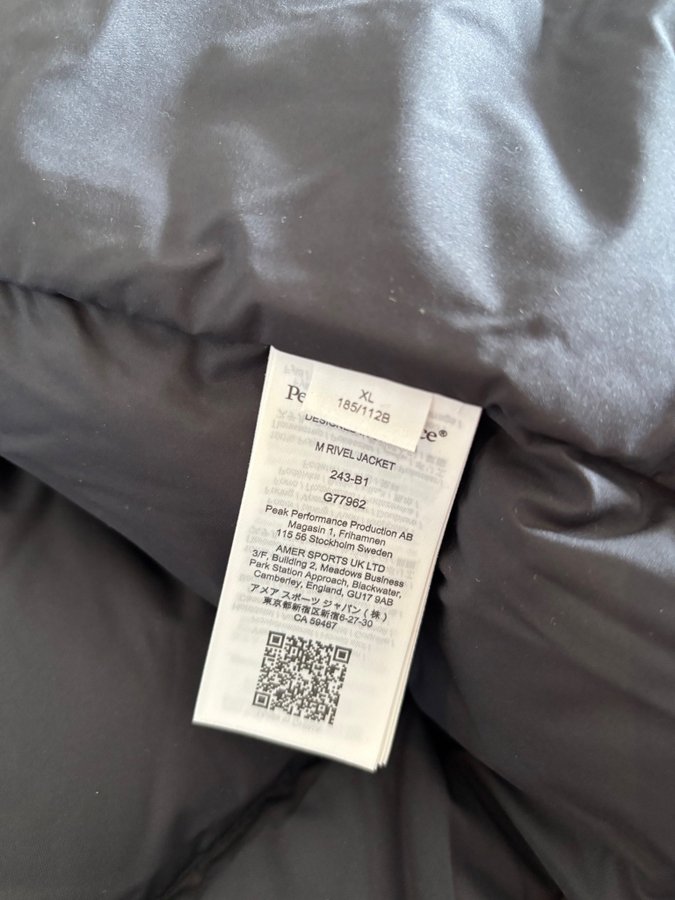 XL
185/112B
Pe ce®
M RIVEL JACKET
243-B1
G77962
Peak Performance Production AB
Magasin 1, Frihamnen
115 56 Stockholm Sweden
AMER SPORTS UK LTD
3/F, Building 2, Meadows Business
Park Station Approach, Blackwater,
Camberley, England, GU17 9AB
アメア スポーツ ジャパン (株)
東京都新宿区新宿6-27-30
CA 59467